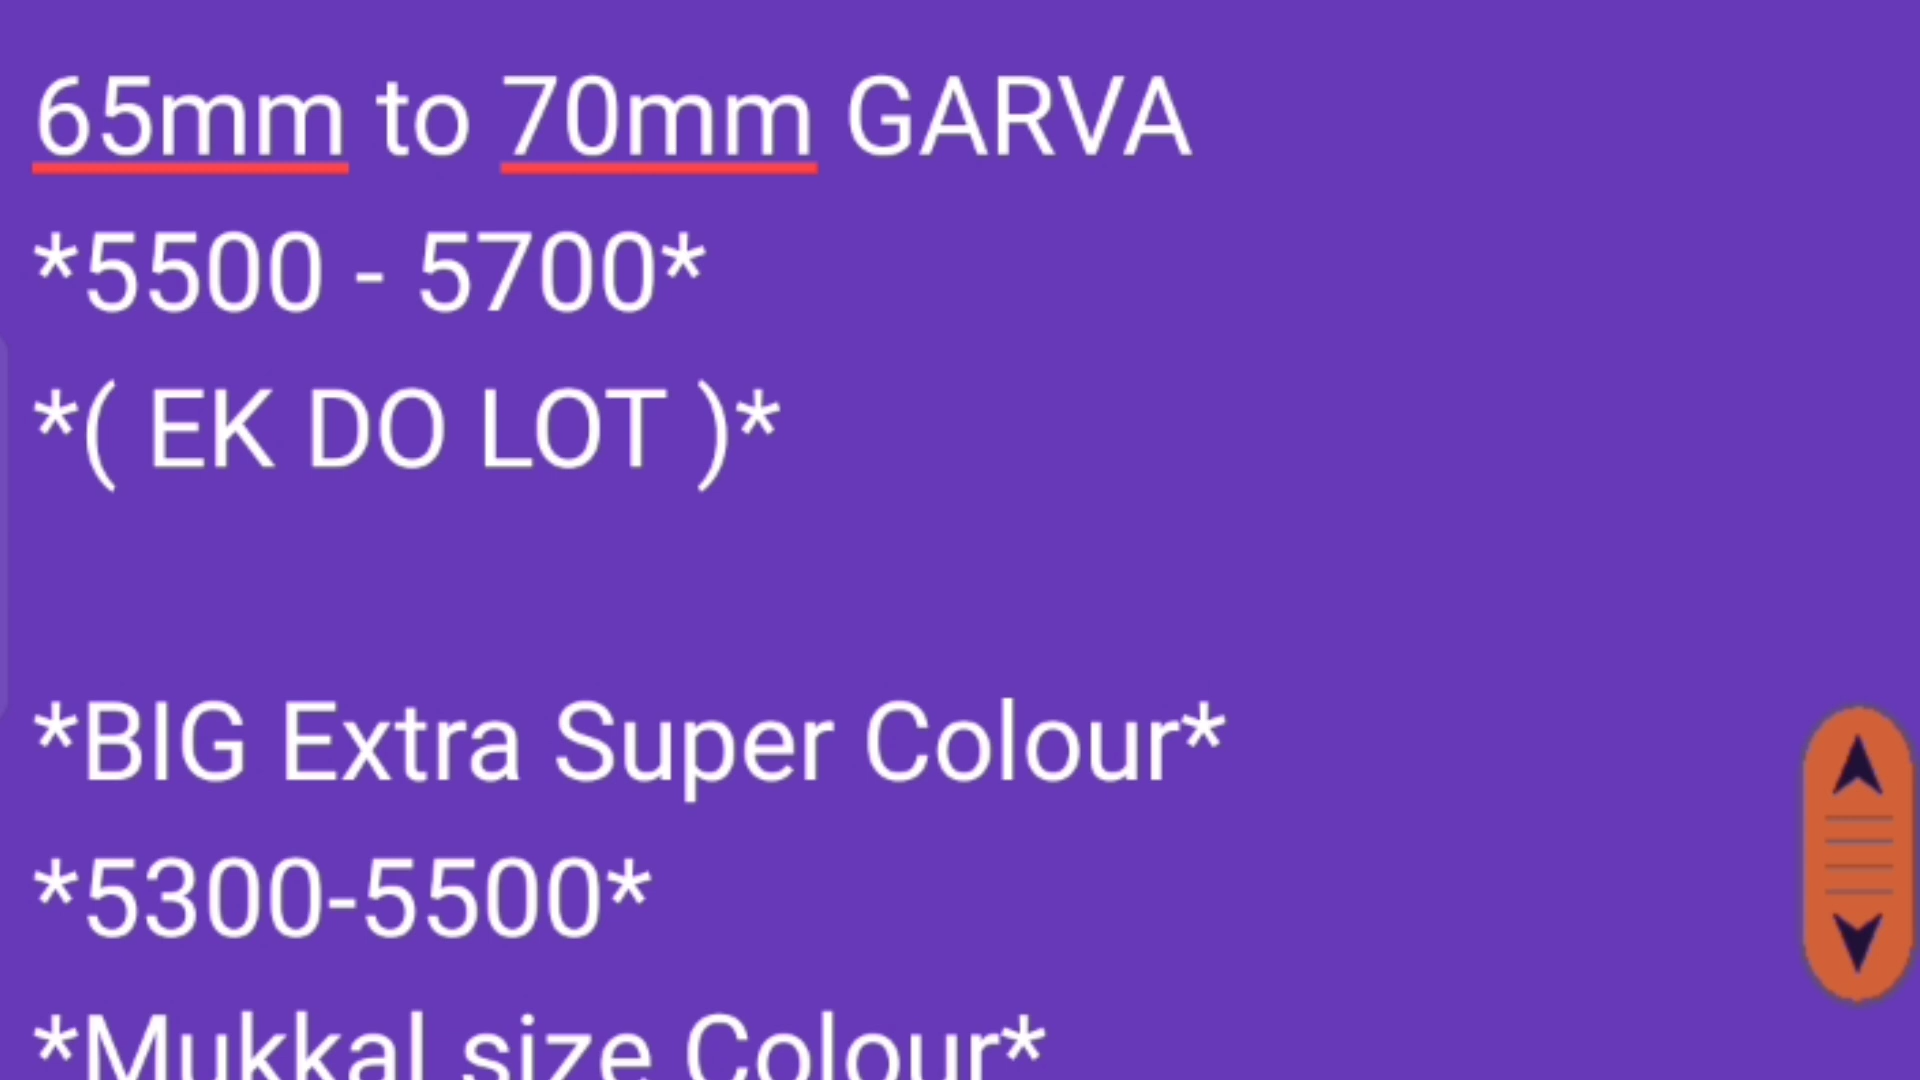 65mm to 70mm GARVA
*5500 - 5700*
*( EK DO LOT )*
*BIG Extra Super Colour*
*5300-5500*
*Mukkal size Colour*